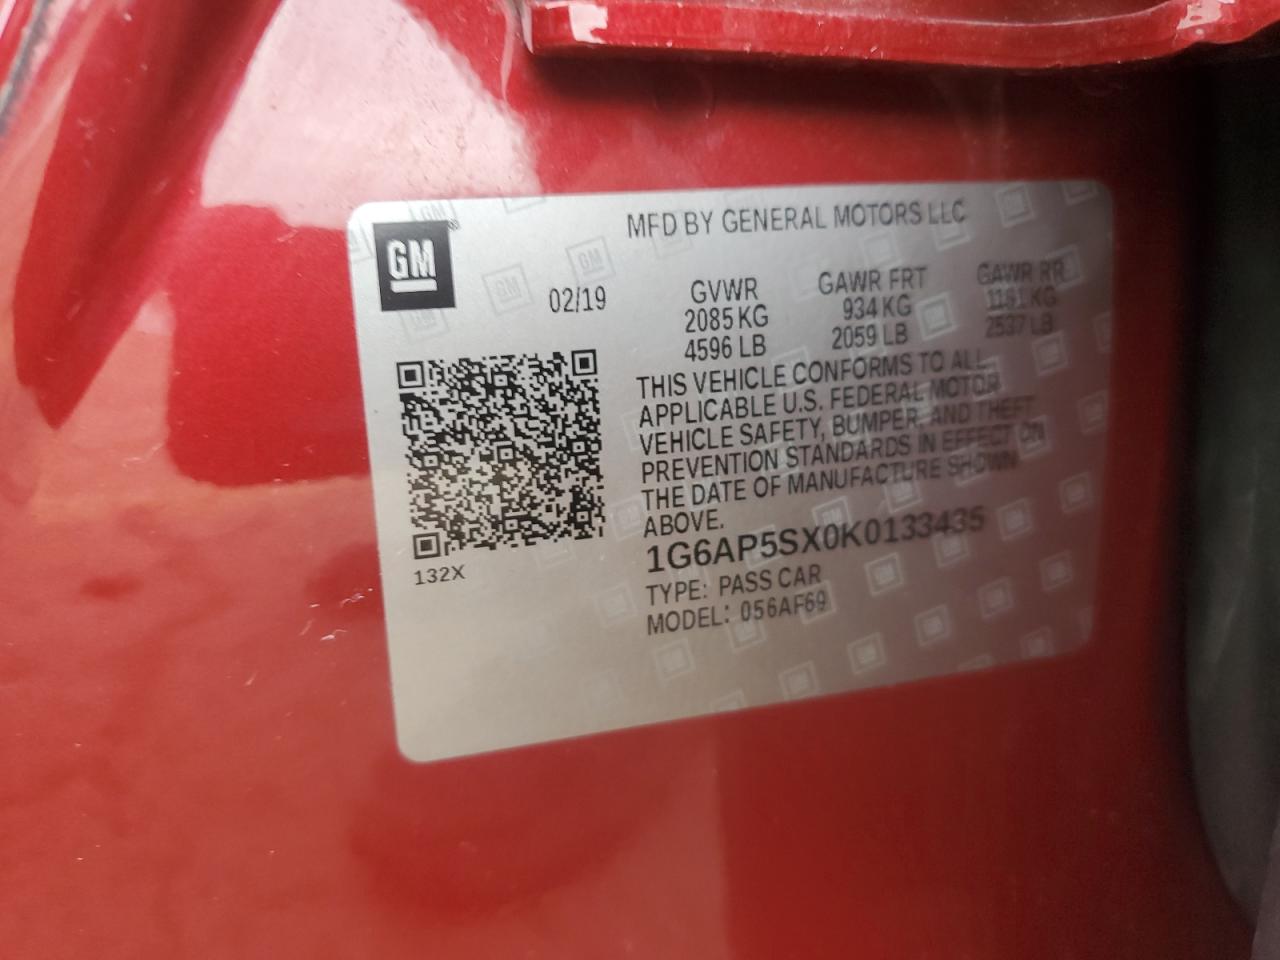 GM®
MFD BY GENERAL MOTORS LLC
02/19
GVWR
2085 KG
4596 LB
GAWR FRT
934 KG
2059 LB
GAWR RR
1151 KG
2537 LB
THIS VEHICLE CONFORMS TO ALL
APPLICABLE U.S. FEDERAL MOTOR
VEHICLE SAFETY, BUMPER, AND THEFT
PREVENTION STANDARDS IN EFFECT ON
THE DATE OF MANUFACTURE SHOWN
ABOVE.
1G6AP5SX0K0133435
TYPE: PASS CAR
MODEL: 056AF69
132X